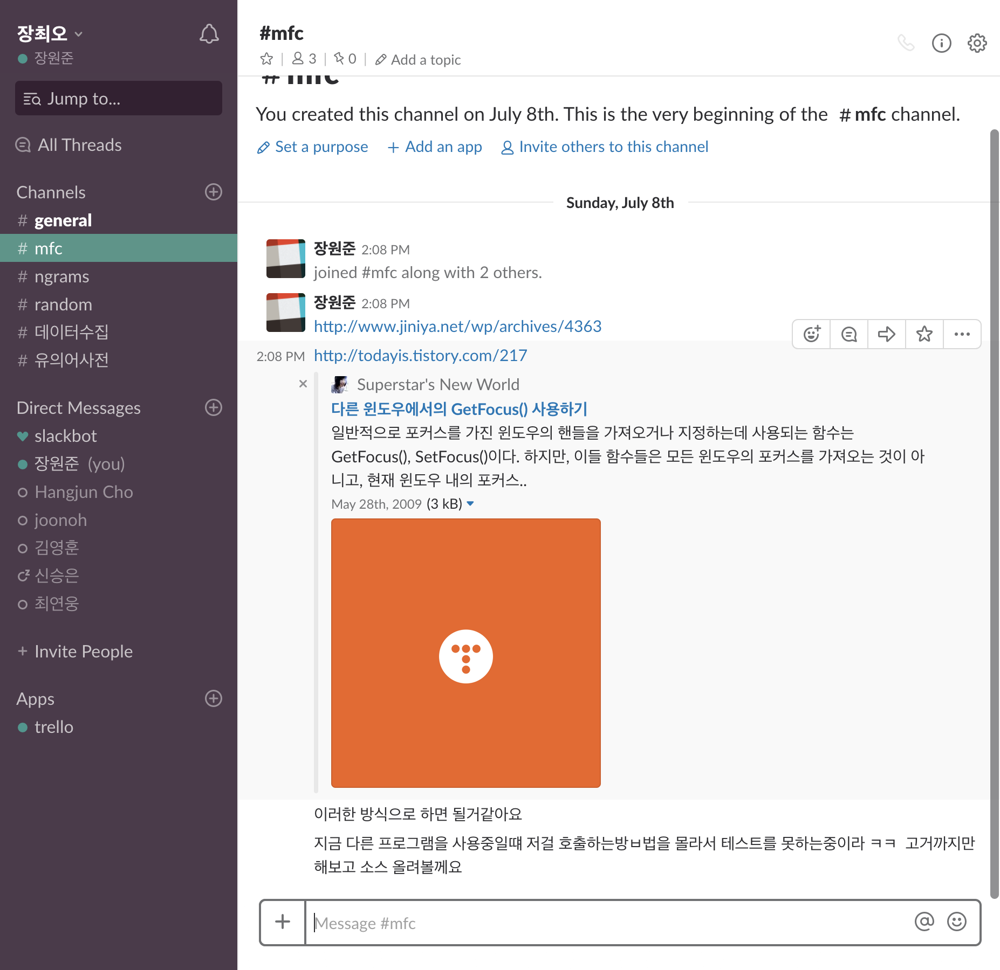 장최오
장원준
Jump to...
All Threads
Channels
# general
# mfc
# ngrams
# random
# 데이터수집
# 유의어사전
Direct Messages
slackbot
장원준 (you)
Hangjun Cho
joonoh
김영훈
신승은
최연웅
+ Invite People
Apps
trello
#mfc
3 | 0 | Add a topic
# mfc
You created this channel on July 8th. This is the very beginning of the # mfc channel.
Set a purpose + Add an app Invite others to this channel
Sunday, July 8th
장원준 2:08 PM
joined #mfc along with 2 others.
장원준 2:08 PM
http://www.jiniya.net/wp/archives/4363
2:08 PM http://todayis.tistory.com/217
Superstar's New World
다른 윈도우에서의 GetFocus() 사용하기
일반적으로 포커스를 가진 윈도우의 핸들을 가져오거나 지정하는데 사용되는 함수는
GetFocus(), SetFocus()이다. 하지만, 이들 함수들은 모든 윈도우의 포커스를 가져오는 것이 아
니고, 현재 윈도우 내의 포커스..
May 28th, 2009 (3 kB)
이러한 방식으로 하면 될거같아요
지금 다른 프로그램을 사용중일떄 저걸 호출하는방ㅂ법을 몰라서 테스트를 못하는중이라 ㅋㅋ 고거까지만
해보고 소스 올려볼께요
Message #mfc